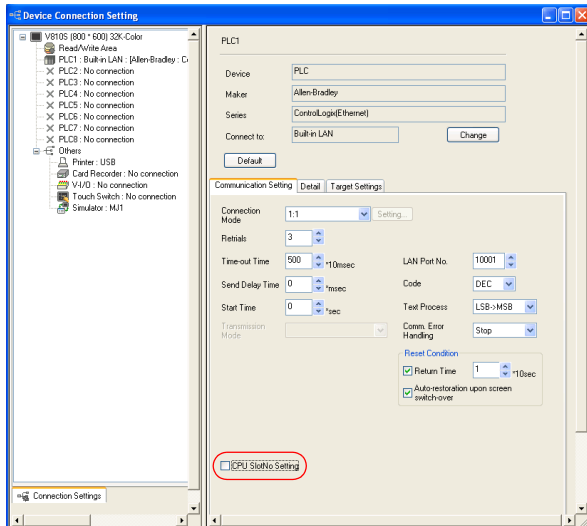 Device Connection Setting
V810S (800 * 600) 32K-Color
Read/Write Area
PLC1 : Built-in LAN : [Allen-Bradley : C
PLC2 : No connection
PLC3 : No connection
PLC4 : No connection
PLC5 : No connection
PLC6 : No connection
PLC7 : No connection
PLC8 : No connection
Others
Printer : USB
Card Recorder : No connection
V-I/O : No connection
Touch Switch : No connection
Simulator : MJ1
Connection Settings
PLC1
Device PLC
Maker Allen-Bradley
Series ControlLogix(Ethernet)
Connect to: Built-in LAN Change
Default
Communication Setting Detail Target Settings
Connection Mode 1:1 Setting...
Retrials 3
Time-out Time 500 *10msec LAN Port No. 10001
Send Delay Time 0 *msec Code DEC
Start Time 0 *sec Text Process LSB->MSB
Transmission Mode Comm. Error Handling Stop
Reset Condition
Return Time 1 *10sec
Auto-restoration upon screen
switch-over
CPU SlotNo Setting